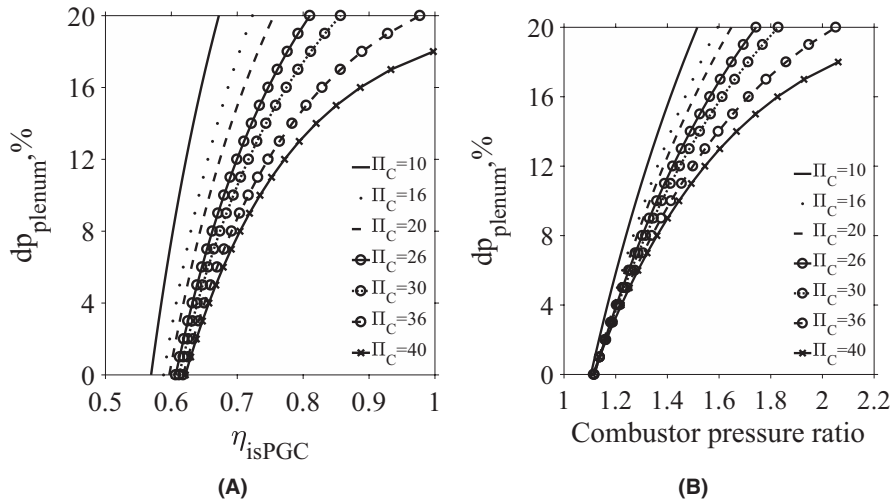 20
16
12
8
4
0
dp_plenum,%
Π_C=10
Π_C=16
Π_C=20
Π_C=26
Π_C=30
Π_C=36
Π_C=40
0.5 0.6 0.7 0.8 0.9 1
η_isPGC
(A)
20
16
12
8
4
0
dp_plenum,%
Π_C=10
Π_C=16
Π_C=20
Π_C=26
Π_C=30
Π_C=36
Π_C=40
1 1.2 1.4 1.6 1.8 2 2.2
Combustor pressure ratio
(B)